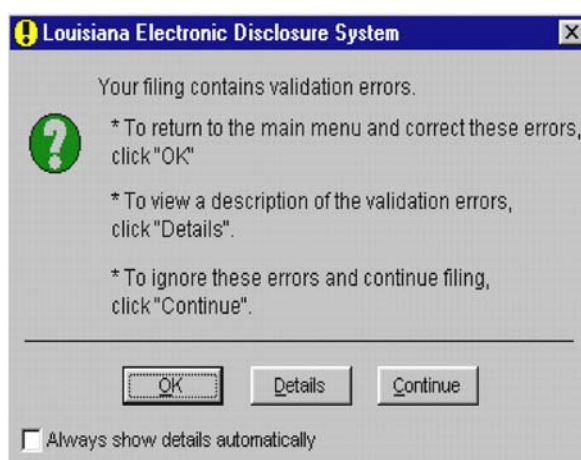 Louisiana Electronic Disclosure System
Your filing contains validation errors.
* To return to the main menu and correct these errors,
click "OK"
* To view a description of the validation errors,
click "Details".
* To ignore these errors and continue filing,
click "Continue".
OK Details Continue
Always show details automatically